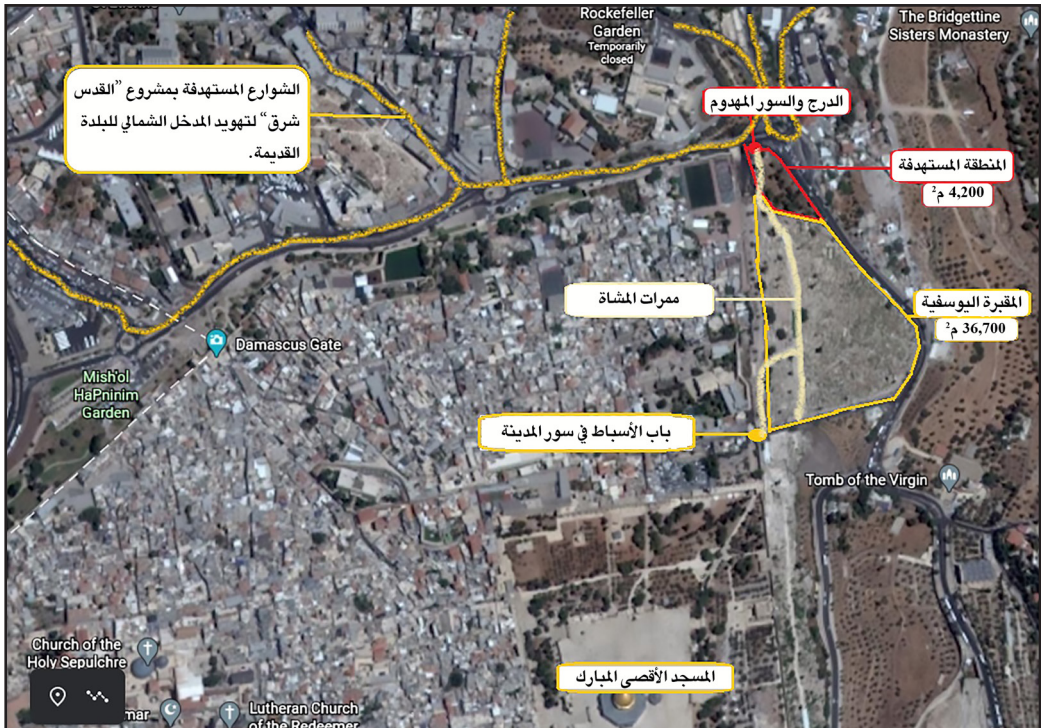 Rockefeller
Garden
Temporarily
closed
The Bridgettine
Sisters Monastery
الشوارع المستهدفة بمشروع "القدس
شرق" لتهويد المدخل الشمالي للبلدة
القديمة.
الدرج والسور المهدوم
المنطقة المستهدفة
4,200 م²
ممرات المشاة
المقبرة اليوسفية
36,700 م²
Damascus Gate
Mish'ol
HaPninim
Garden
باب الأسباط في سور المدينة
Tomb of the Virgin
Church of the
Holy Sepulchre
المسجد الأقصى المبارك
mar
Lutheran Church
of the Redeemer